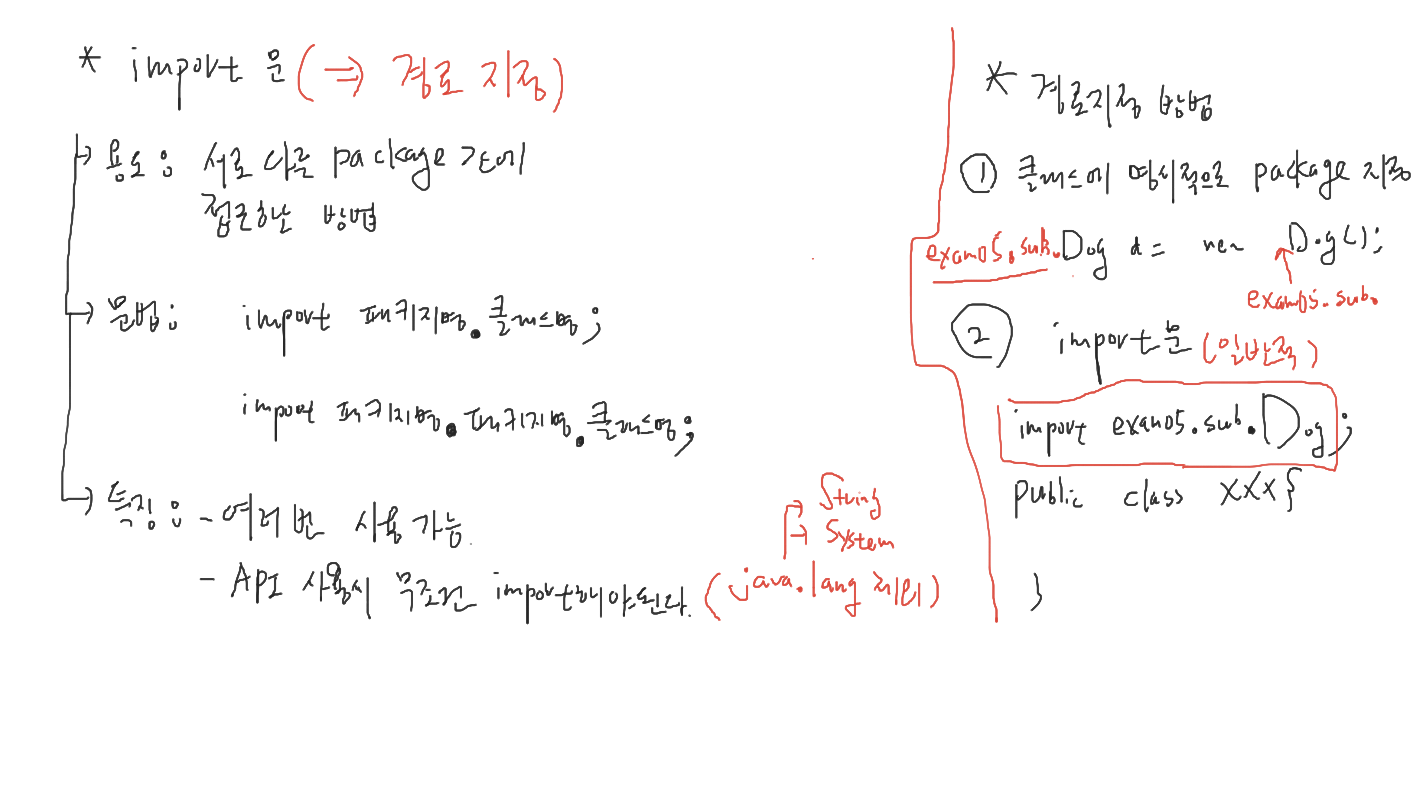 * import 문 (⇒ 경로 지정)
용도 : 서로 다른 package 간에
접근하는 방법
문법 : import 패키지명.클래스명;
import 패키지명.패키지명.클래스명;
특징 : - 여러번 사용가능.
- API 사용시 무조건 import해야된다. (java.lang 제외)
→ String
→ System
* 경로지정 방법
① 클래스에 명시적으로 package 지정
exam05.sub.Dog d = new Dog();
exam05.sub.
② import문 (일반적)
import exam05.sub.Dog;
public class XXX {
}